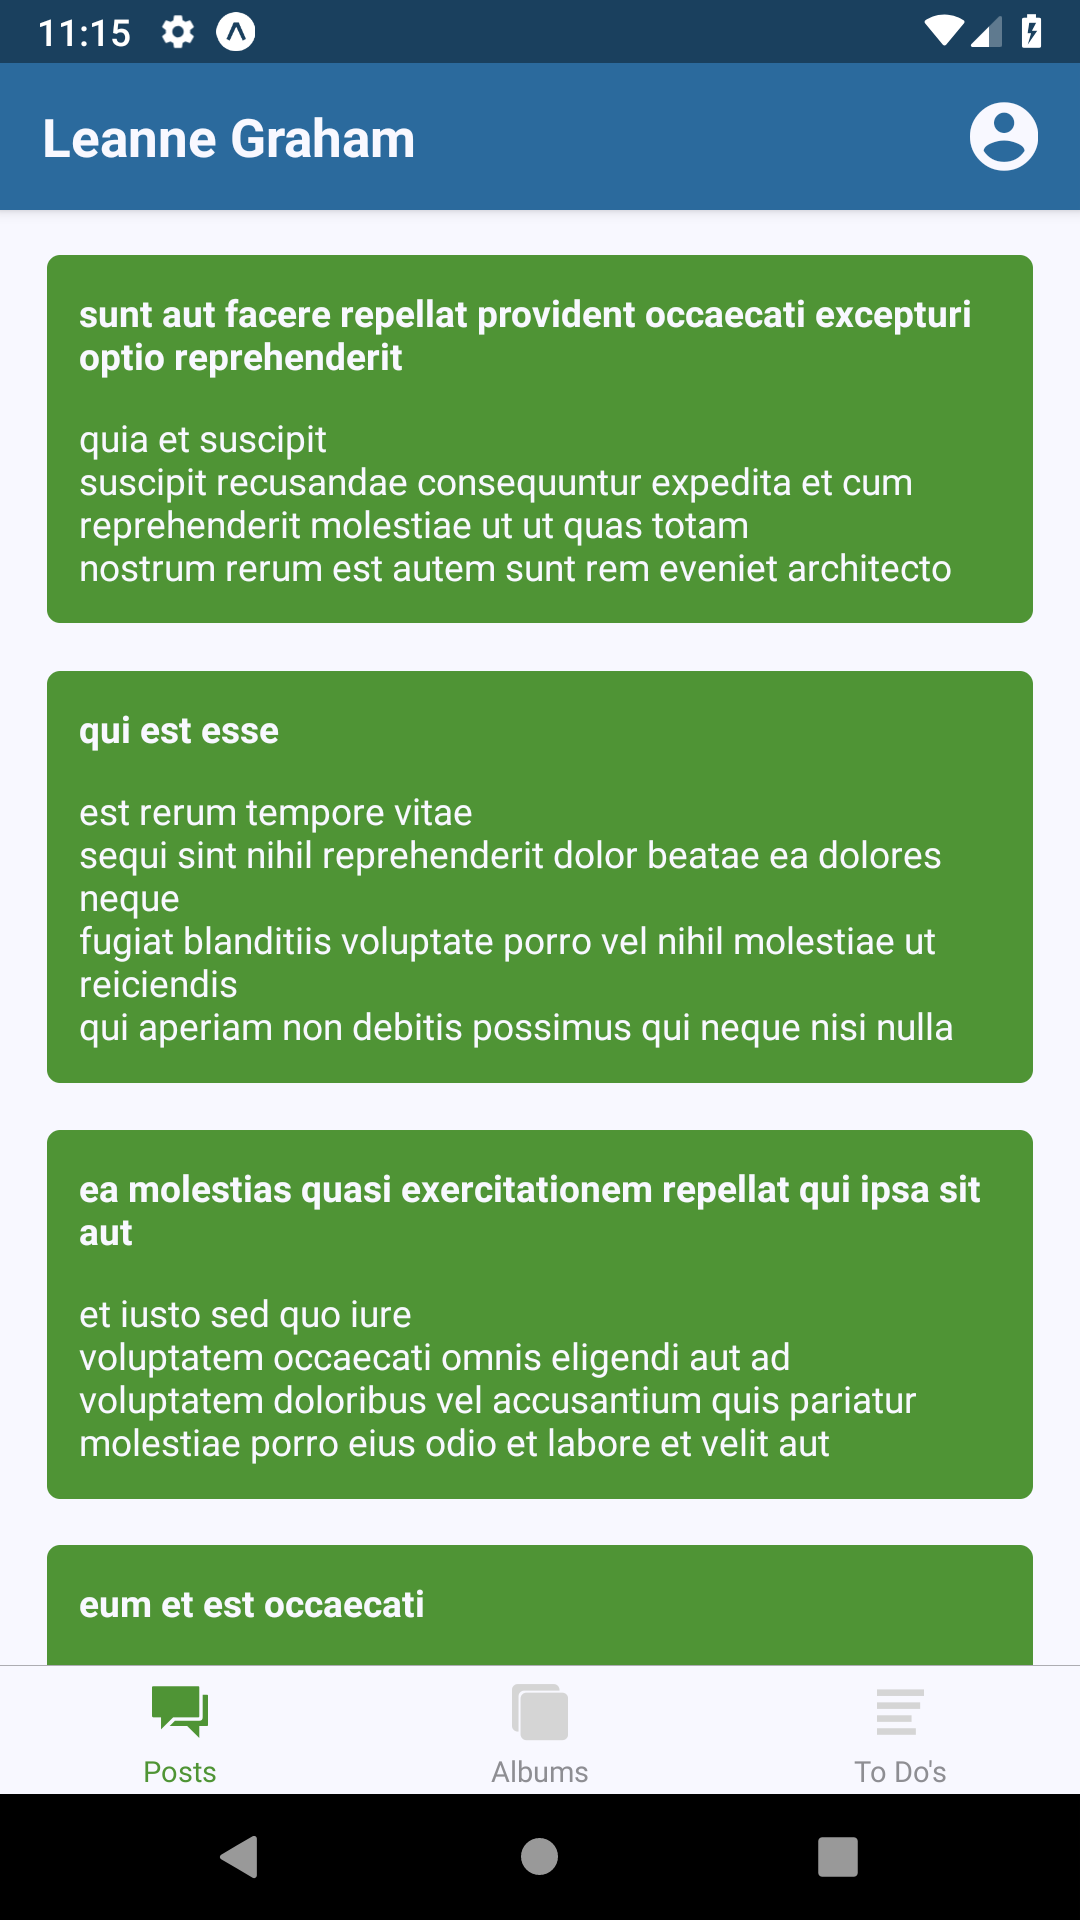 11:15
Leanne Graham
sunt aut facere repellat provident occaecati excepturi
optio reprehenderit
quia et suscipit
suscipit recusandae consequuntur expedita et cum
reprehenderit molestiae ut ut quas totam
nostrum rerum est autem sunt rem eveniet architecto
qui est esse
est rerum tempore vitae
sequi sint nihil reprehenderit dolor beatae ea dolores
neque
fugiat blanditiis voluptate porro vel nihil molestiae ut
reiciendis
qui aperiam non debitis possimus qui neque nisi nulla
ea molestias quasi exercitationem repellat qui ipsa sit
aut
et iusto sed quo iure
voluptatem occaecati omnis eligendi aut ad
voluptatem doloribus vel accusantium quis pariatur
molestiae porro eius odio et labore et velit aut
eum et est occaecati
Posts
Albums
To Do's